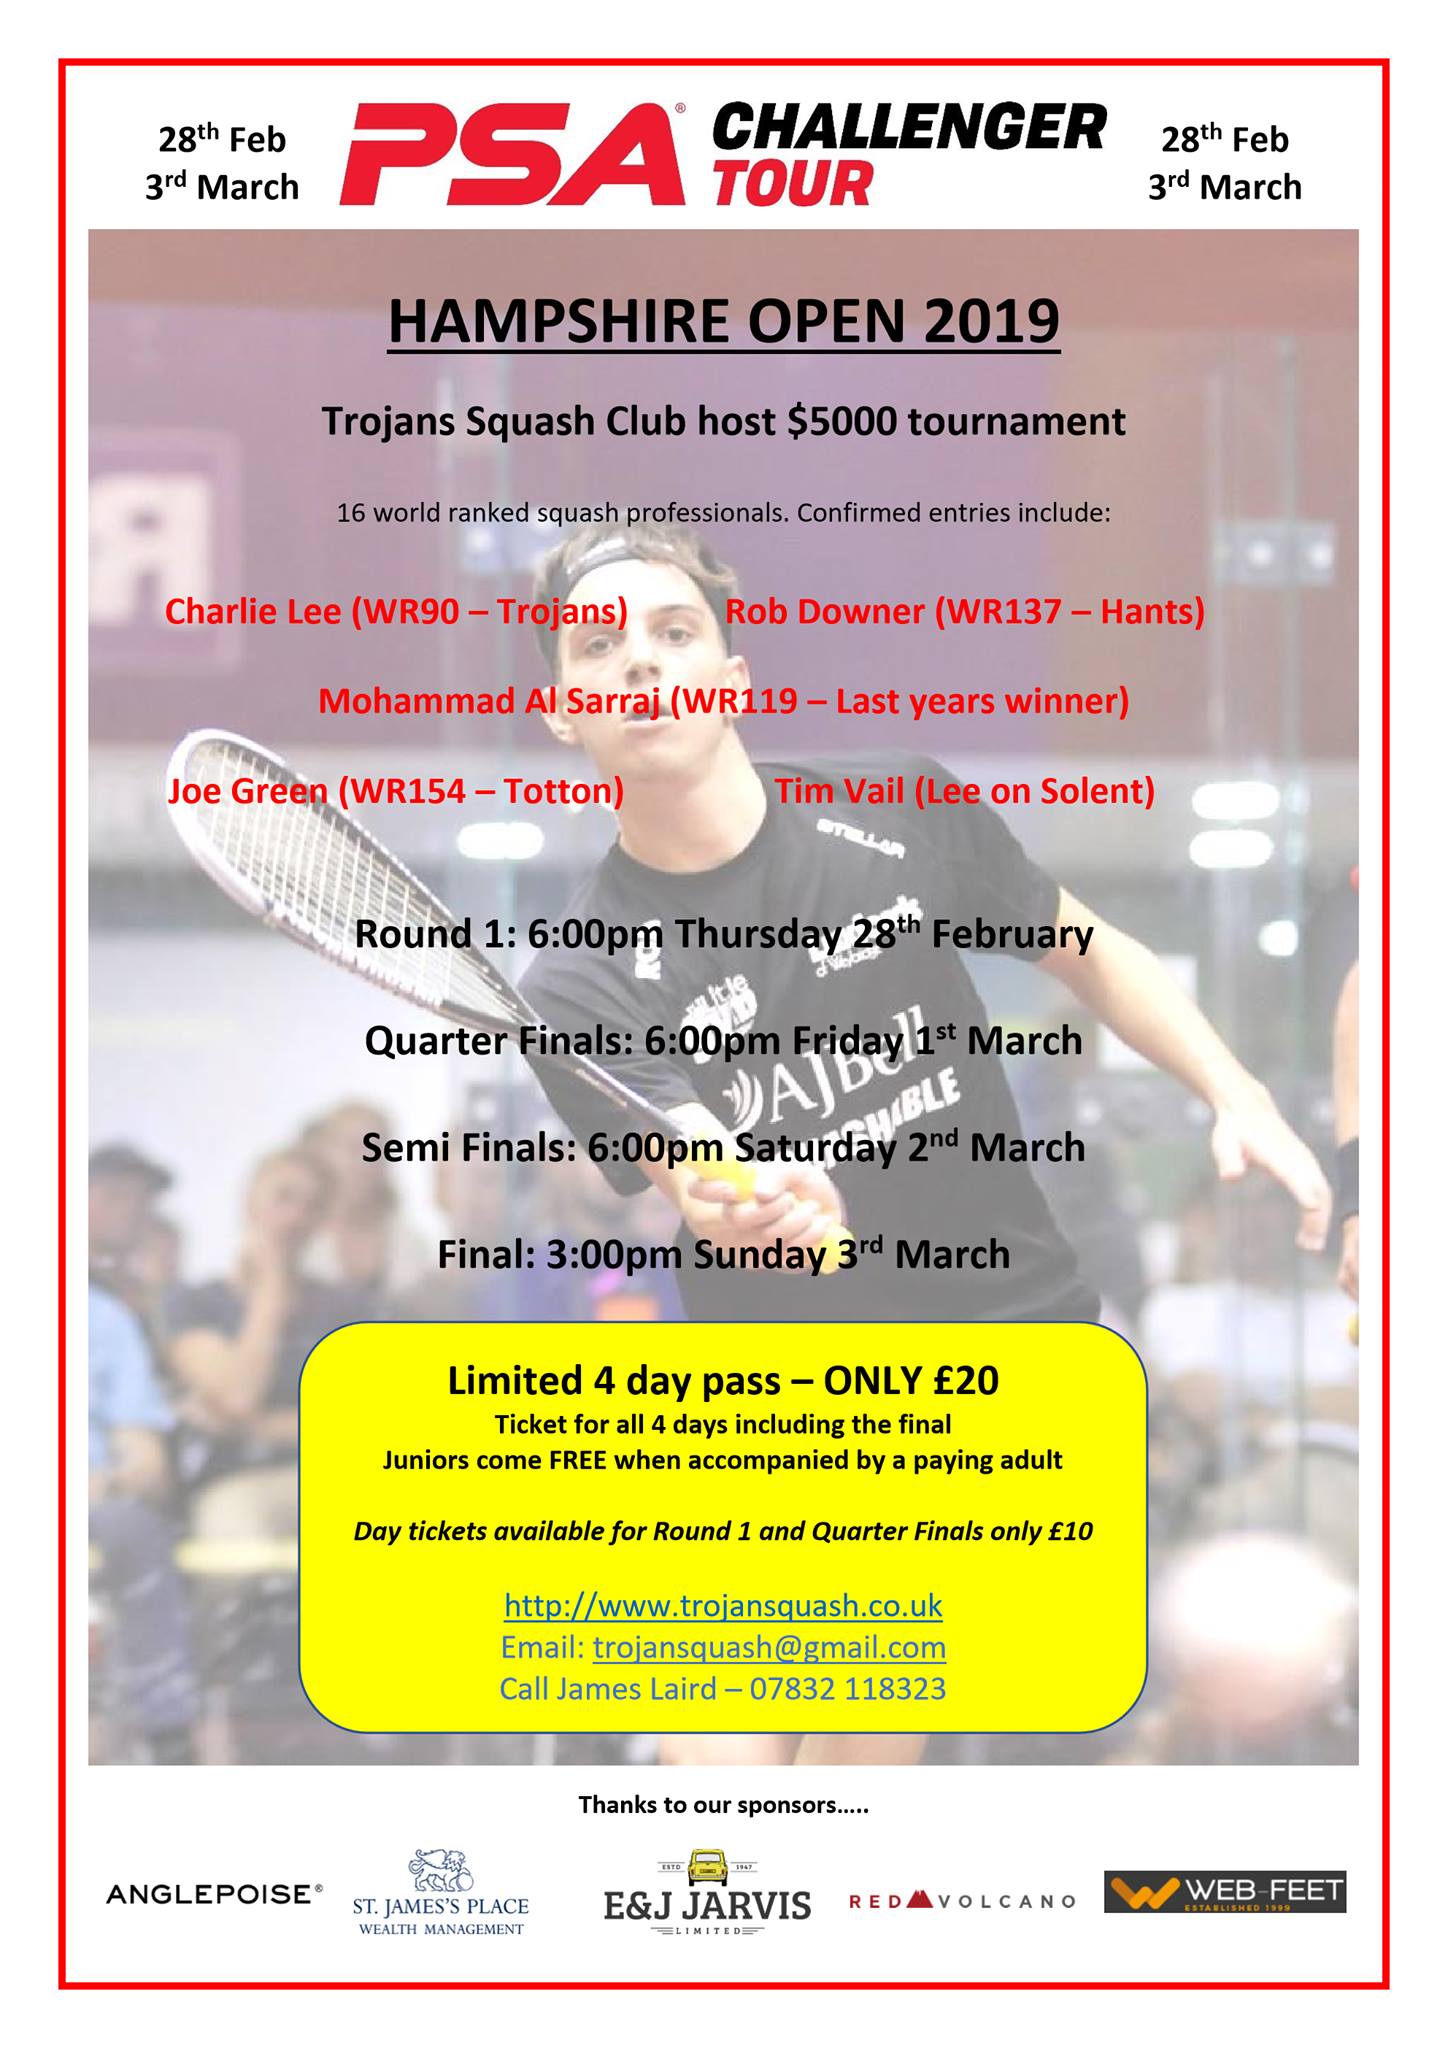 28th Feb
3rd March
PSA® CHALLENGER
TOUR
28th Feb
3rd March
HAMPSHIRE OPEN 2019
Trojans Squash Club host $5000 tournament
16 world ranked squash professionals. Confirmed entries include:
Charlie Lee (WR90 – Trojans) Rob Downer (WR137 – Hants)
Mohammad Al Sarraj (WR119 – Last years winner)
Joe Green (WR154 – Totton) Tim Vail (Lee on Solent)
STELLAR
Round 1: 6:00pm Thursday 28th February
Quarter Finals: 6:00pm Friday 1st March
AJBell
Semi Finals: 6:00pm Saturday 2nd March
Final: 3:00pm Sunday 3rd March
Limited 4 day pass – ONLY £20
Ticket for all 4 days including the final
Juniors come FREE when accompanied by a paying adult
Day tickets available for Round 1 and Quarter Finals only £10
http://www.trojansquash.co.uk
Email: trojansquash@gmail.com
Call James Laird – 07832 118323
Thanks to our sponsors.....
ANGLEPOISE®
ST. JAMES'S PLACE
WEALTH MANAGEMENT
ESTD 1947
E&J JARVIS
LIMITED
RED VOLCANO
WEB-FEET
ESTABLISHED 1999